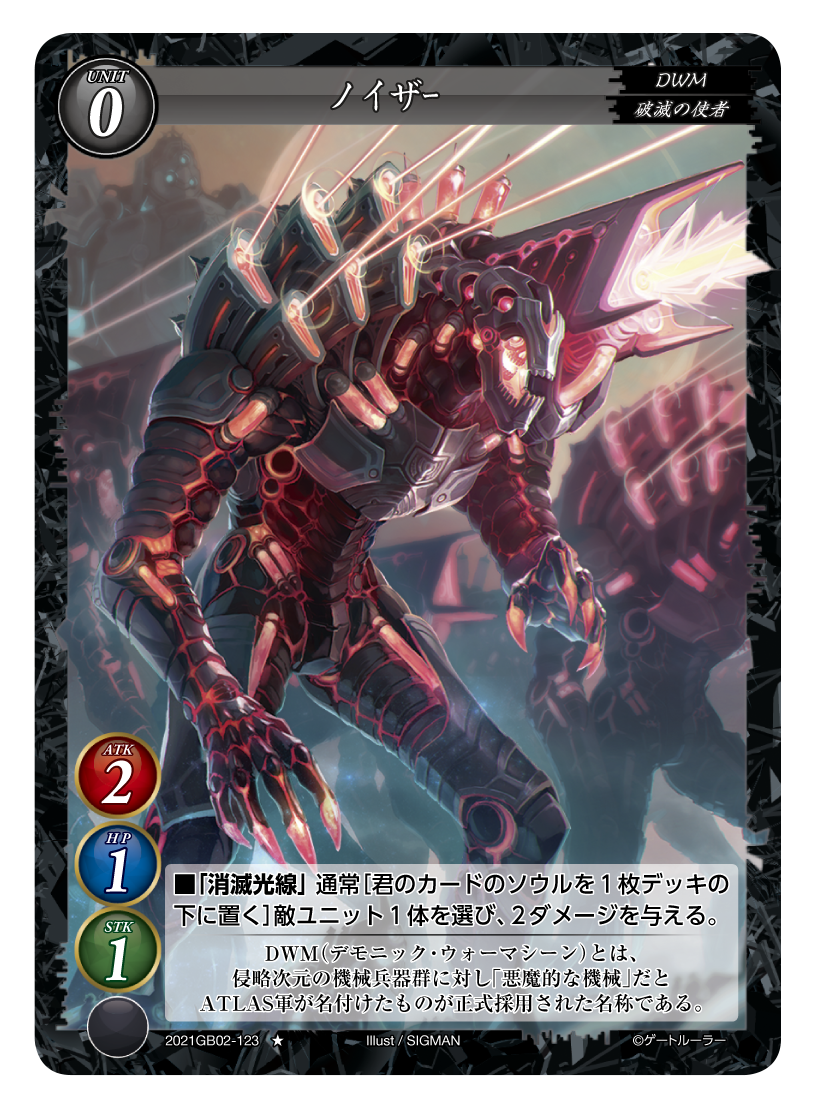 UNIT
0
ノイザー
DWM
破滅の使者
ATK
2
HP
1
STK
1
■「消滅光線」 通常[君のカードのソウルを1枚デッキの
下に置く]敵ユニット1体を選び、2ダメージを与える。
DWM(デモニック・ウォーマシーン)とは、
侵略次元の機械兵器群に対し「悪魔的な機械」だと
ATLAS軍が名付けたものが正式採用された名称である。
2021GB02-123 ★ Illust / SIGMAN ©ゲートルーラー